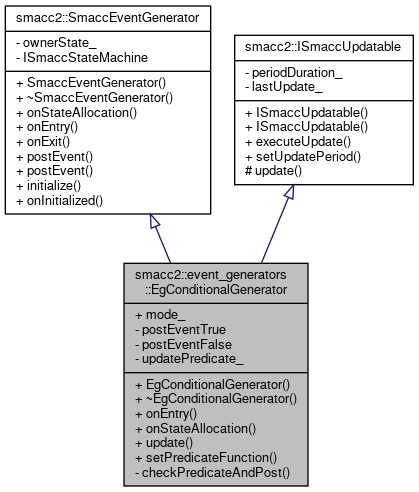 smacc2::SmaccEventGenerator
- ownerState_
- ISmaccStateMachine
+ SmaccEventGenerator()
+ ~SmaccEventGenerator()
+ onStateAllocation()
+ onEntry()
+ onExit()
+ postEvent()
+ postEvent()
+ initialize()
+ onInitialized()
smacc2::ISmaccUpdatable
- periodDuration_
- lastUpdate_
+ ISmaccUpdatable()
+ ISmaccUpdatable()
+ executeUpdate()
+ setUpdatePeriod()
# update()
smacc2::event_generators
::EgConditionalGenerator
+ mode_
- postEventTrue
- postEventFalse
- updatePredicate_
+ EgConditionalGenerator()
+ ~EgConditionalGenerator()
+ onEntry()
+ onStateAllocation()
+ update()
+ setPredicateFunction()
- checkPredicateAndPost()